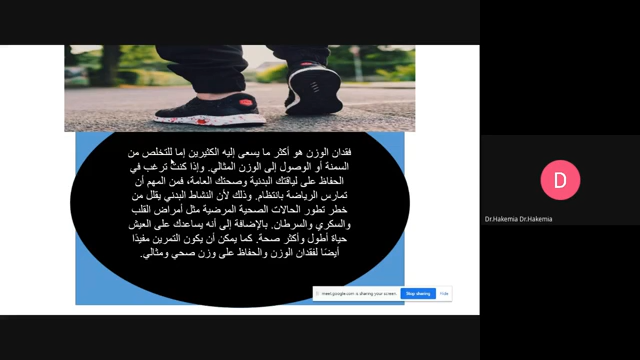 فقدان الوزن هو أكثر ما يسعى إليه الكثيرين إما للتخلص من
السمنة أو الوصول إلى الوزن المثالي. وإذا كنت ترغب في
الحفاظ على لياقتك البدنية وصحتك العامة، فمن المهم أن
تمارس الرياضة بانتظام. وذلك لأن النشاط البدني يقلل من
خطر تطور الحالات الصحية المرضية مثل أمراض القلب
والسكري والسرطان. بالإضافة إلى أنه يساعدك على العيش
حياة أطول وأكثر صحة. كما يمكن أن يكون التمرين مفيدًا
أيضًا لفقدان الوزن والحفاظ على وزن صحي ومثالي.
meet.google.com is sharing your screen. Stop sharing Hide
D
Dr.Hakemia Dr.Hakemia